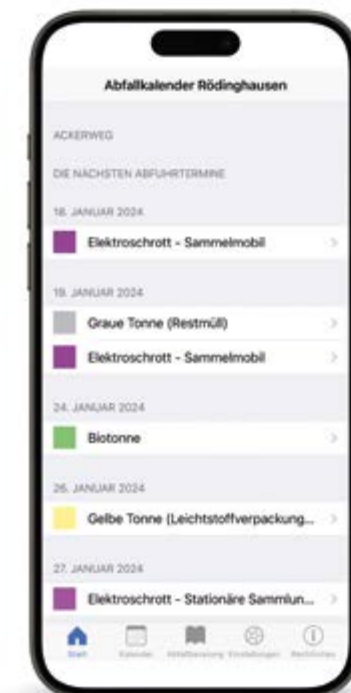 Abfallkalender Rödinghausen
ACKERWEG
DIE NÄCHSTEN ABFUHRTERMINE
18. JANUAR 2024
Elektroschrott - Sammelmobil
19. JANUAR 2024
Graue Tonne (Restmüll)
Elektroschrott - Sammelmobil
24. JANUAR 2024
Biotonne
26. JANUAR 2024
Gelbe Tonne (Leichtstoffverpackung...
27. JANUAR 2024
Elektroschrott - Stationäre Sammlun...
Start Kalender Abfalltrennung Einstellungen Rechtliches